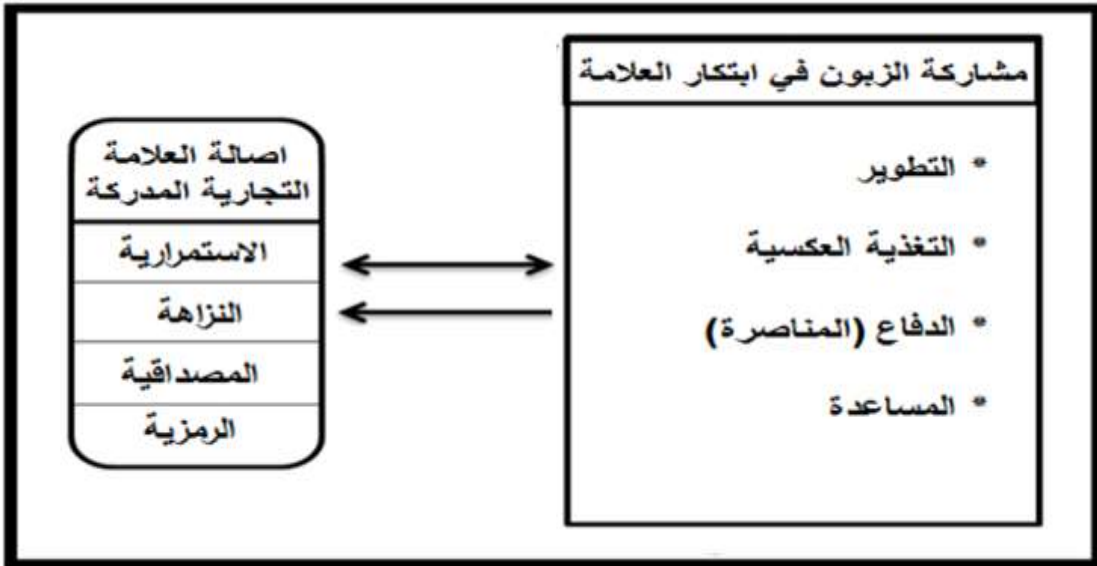 مشاركة الزبون في ابتكار العلامة
* التطوير
* التغذية العكسية
* الدفاع (المناصرة)
* المساعدة
اصالة العلامة
التجارية المدركة
الاستمرارية
النزاهة
المصداقية
الرمزية